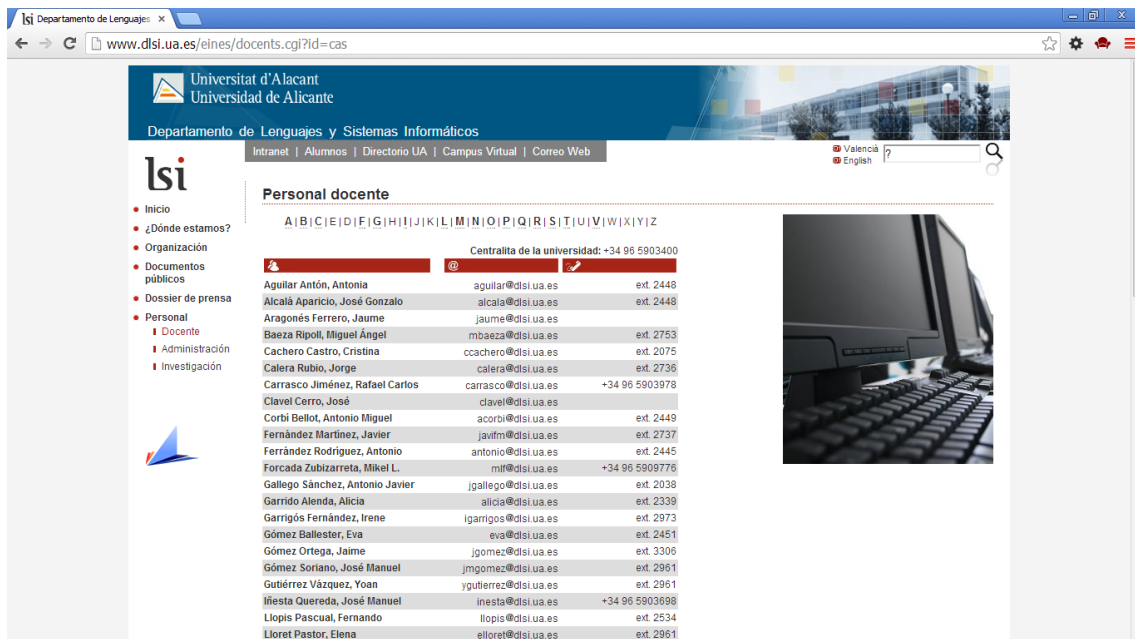 lsi Departamento de Lenguajes
www.dlsi.ua.es/eines/docents.cgi?id=cas
Universitat d'Alacant
Universidad de Alicante
Departamento de Lenguajes y Sistemas Informáticos
Intranet | Alumnos | Directorio UA | Campus Virtual | Correo Web
Valencià
English
?
lsi
Inicio
¿Dónde estamos?
Organización
Documentos
públicos
Dossier de prensa
Personal
Docente
Administración
Investigación
Personal docente
A|B|C|E|D|F|G|H|I|J|K|L|M|N|O|P|Q|R|S|T|U|V|W|X|Y|Z
Centralita de la universidad: +34 96 5903400
@
Aguilar Antón, Antonia aguilar@dlsi.ua.es ext. 2448
Alcalà Aparicio, José Gonzalo alcala@dlsi.ua.es ext. 2448
Aragonés Ferrero, Jaume jaume@dlsi.ua.es
Baeza Ripoll, Miguel Ángel mbaeza@dlsi.ua.es ext. 2753
Cachero Castro, Cristina ccachero@dlsi.ua.es ext. 2075
Calera Rubio, Jorge calera@dlsi.ua.es ext. 2736
Carrasco Jiménez, Rafael Carlos carrasco@dlsi.ua.es +34 96 5903978
Clavel Cerro, José clavel@dlsi.ua.es
Corbí Bellot, Antonio Miguel acorbi@dlsi.ua.es ext. 2449
Fernández Martínez, Javier javifm@dlsi.ua.es ext. 2737
Ferrández Rodríguez, Antonio antonio@dlsi.ua.es ext. 2445
Forcada Zubizarreta, Mikel L. mlf@dlsi.ua.es +34 96 5909776
Gallego Sánchez, Antonio Javier jgallego@dlsi.ua.es ext. 2038
Garrido Alenda, Alicia alicia@dlsi.ua.es ext. 2339
Garrigós Fernández, Irene igarrigos@dlsi.ua.es ext. 2973
Gómez Ballester, Eva eva@dlsi.ua.es ext. 2451
Gómez Ortega, Jaime jgomez@dlsi.ua.es ext. 3306
Gómez Soriano, José Manuel jmgomez@dlsi.ua.es ext. 2961
Gutiérrez Vázquez, Yoan ygutierrez@dlsi.ua.es ext. 2961
Iñesta Quereda, José Manuel inesta@dlsi.ua.es +34 96 5903698
Llopis Pascual, Fernando llopis@dlsi.ua.es ext. 2534
Lloret Pastor, Elena elloret@dlsi.ua.es ext. 2961